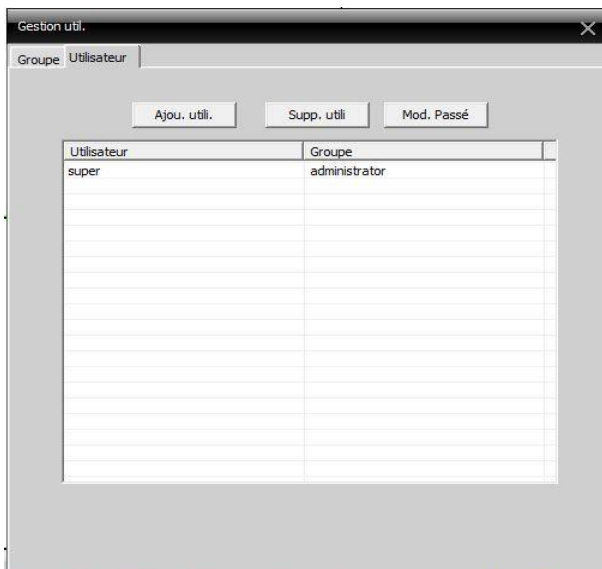 Gestion util.
Groupe Utilisateur
Ajou. utili. Supp. utili Mod. Passé
Utilisateur Groupe
super administrator